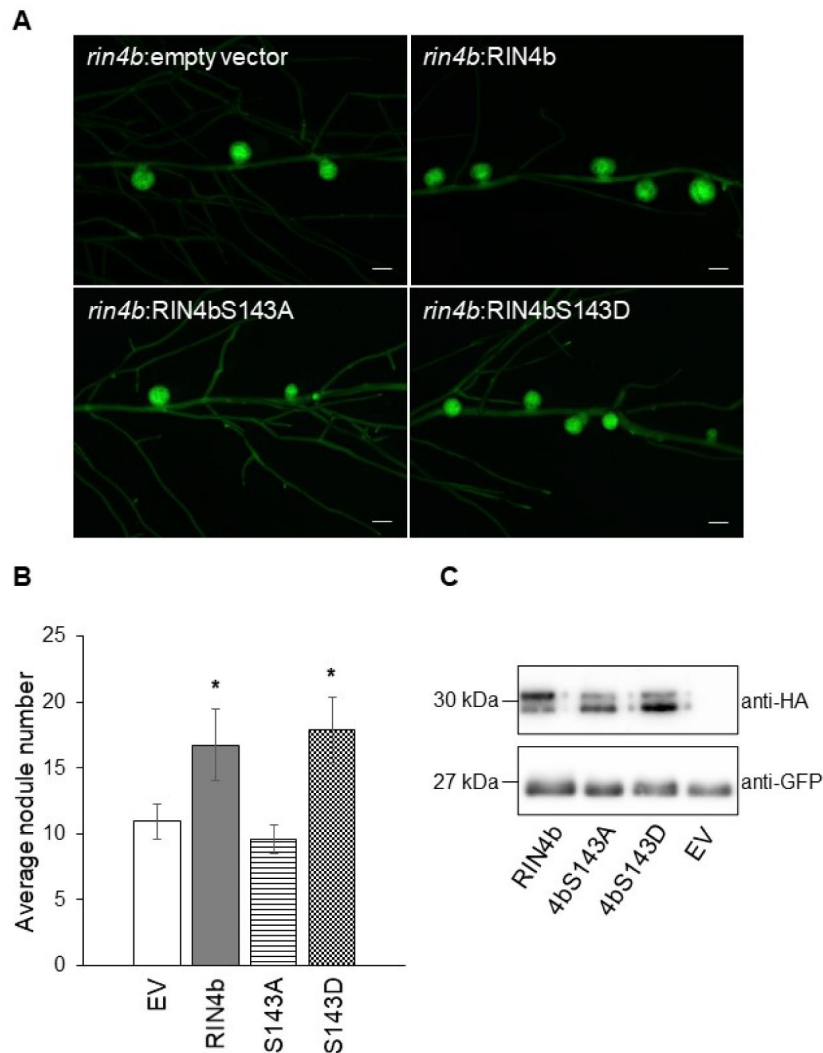 A
rin4b:empty vector
rin4b:RIN4b
rin4b:RIN4bS143A
rin4b:RIN4bS143D
B
Average nodule number
25
20
15
10
5
0
*
*
EV
RIN4b
S143A
S143D
C
30 kDa
anti-HA
27 kDa
anti-GFP
RIN4b
4bS143A
4bS143D
EV